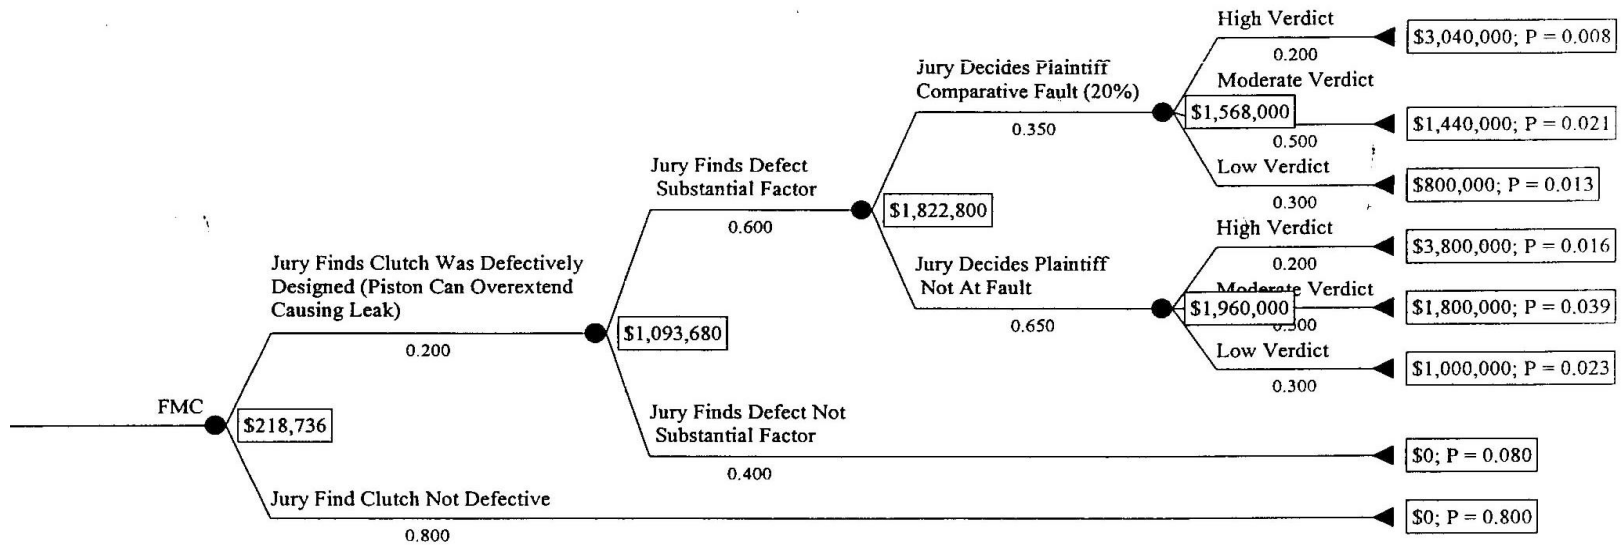 High Verdict
0.200
$3,040,000; P = 0.008
Jury Decides Plaintiff
Comparative Fault (20%)
0.350
$1,568,000
Moderate Verdict
0.500
$1,440,000; P = 0.021
Low Verdict
0.300
$800,000; P = 0.013
Jury Finds Defect
Substantial Factor
0.600
$1,822,800
High Verdict
0.200
$3,800,000; P = 0.016
Jury Decides Plaintiff
Not At Fault
0.650
$1,960,000
Moderate Verdict
0.500
$1,800,000; P = 0.039
Low Verdict
0.300
$1,000,000; P = 0.023
Jury Finds Clutch Was Defectively
Designed (Piston Can Overextend
Causing Leak)
0.200
$1,093,680
FMC
$218,736
Jury Finds Defect Not
Substantial Factor
0.400
$0; P = 0.080
Jury Find Clutch Not Defective
0.800
$0; P = 0.800